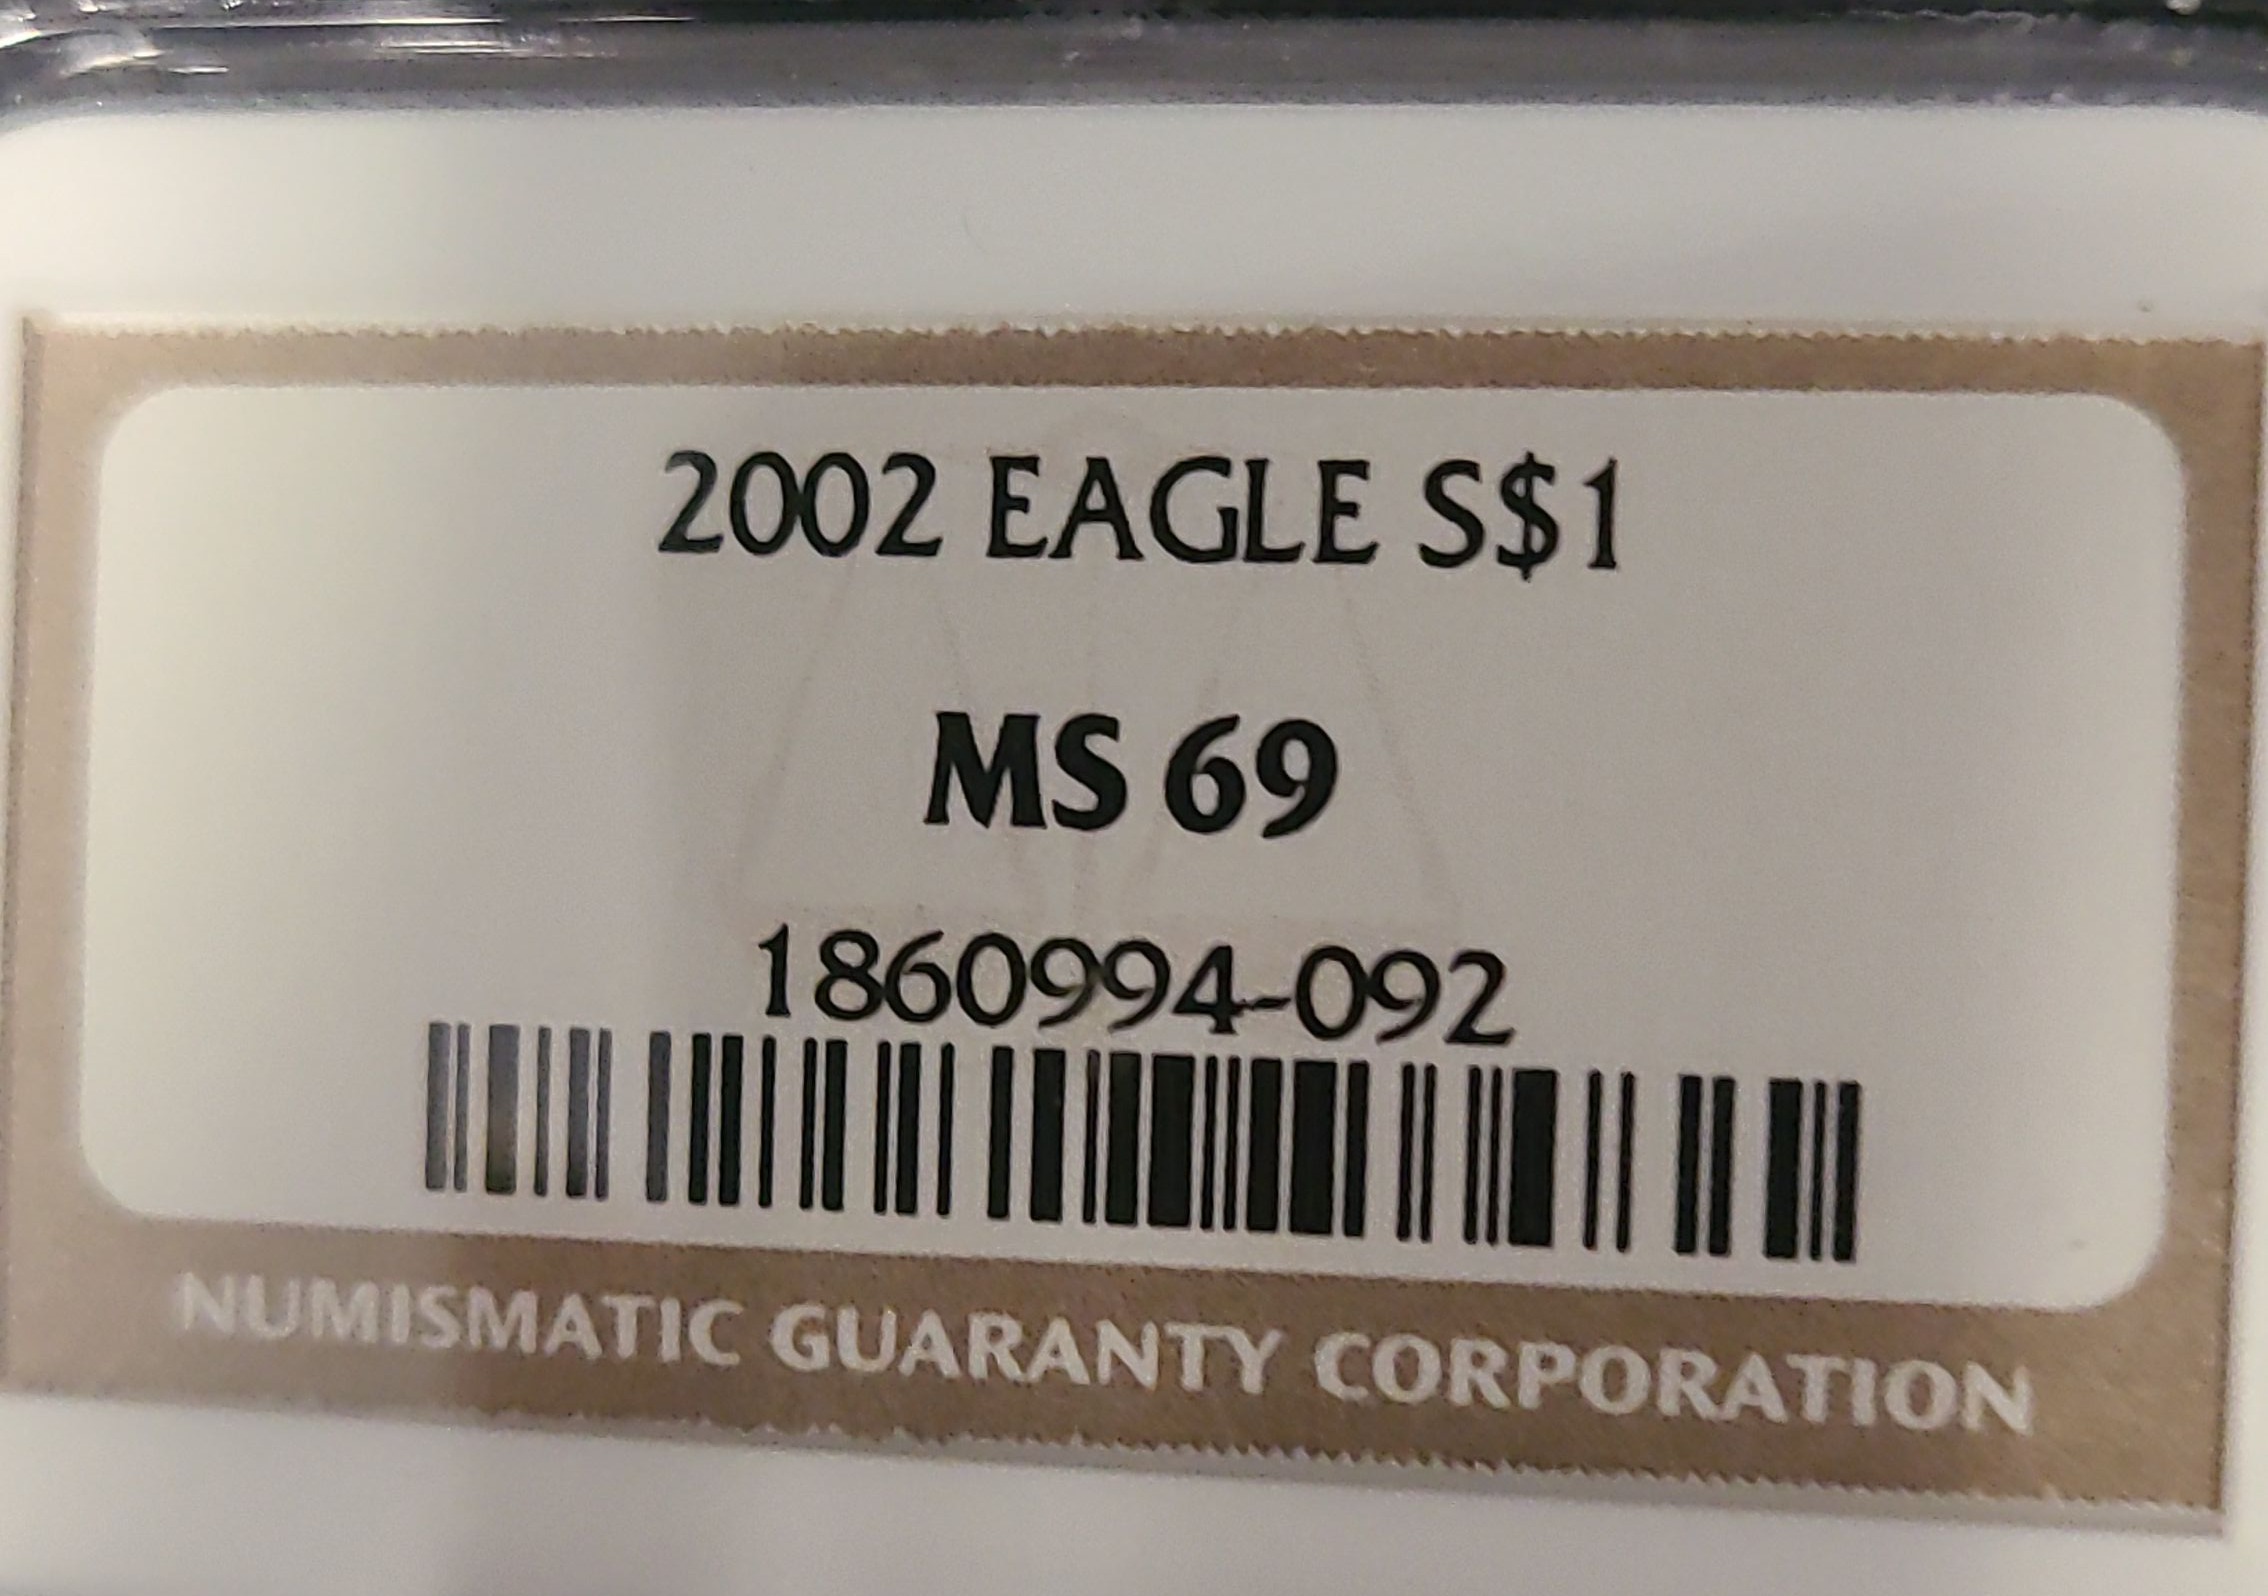 2002 EAGLE S$1
MS 69
1860994-092
NUMISMATIC GUARANTY CORPORATION